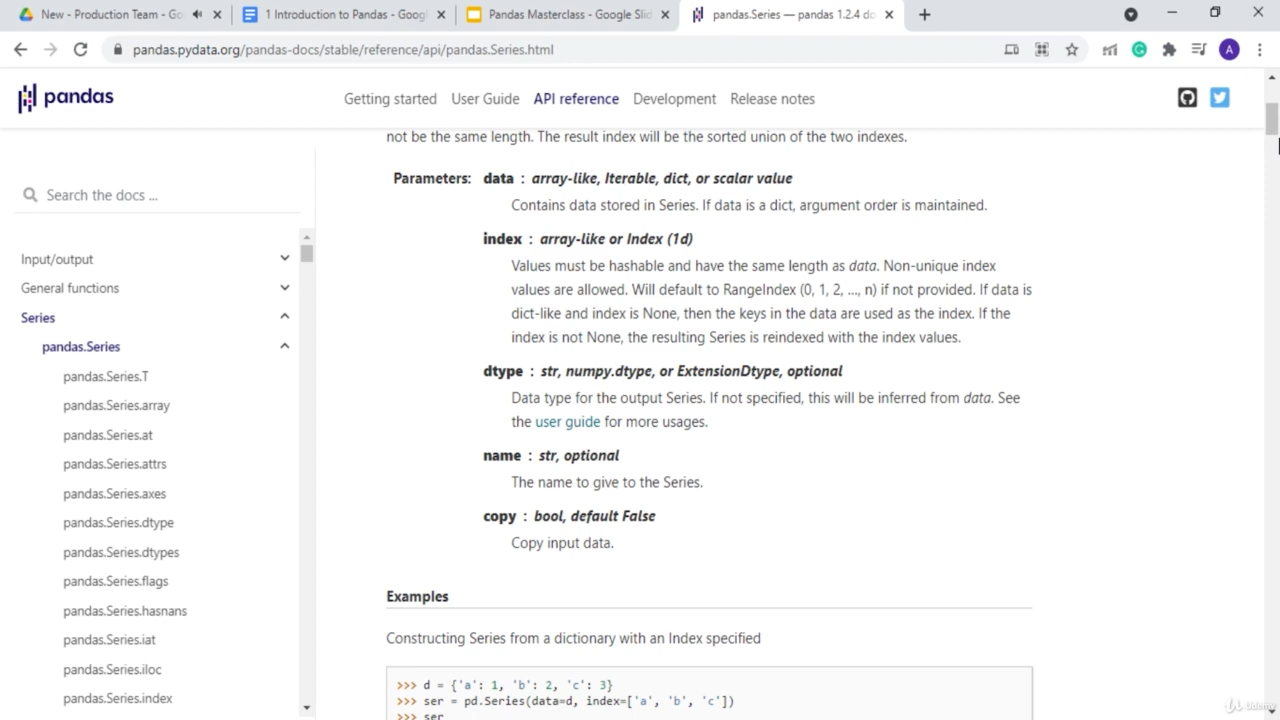 New - Production Team - Go
1 Introduction to Pandas - Googl
Pandas Masterclass - Google Slid
pandas.Series — pandas 1.2.4 do
pandas.pydata.org/pandas-docs/stable/reference/api/pandas.Series.html
A
pandas
Getting started User Guide API reference Development Release notes
not be the same length. The result index will be the sorted union of the two indexes.
Search the docs ...
Input/output
General functions
Series
pandas.Series
pandas.Series.T
pandas.Series.array
pandas.Series.at
pandas.Series.attrs
pandas.Series.axes
pandas.Series.dtype
pandas.Series.dtypes
pandas.Series.flags
pandas.Series.hasnans
pandas.Series.iat
pandas.Series.iloc
pandas.Series.index
Parameters: data : array-like, Iterable, dict, or scalar value
Contains data stored in Series. If data is a dict, argument order is maintained.
index : array-like or Index (1d)
Values must be hashable and have the same length as data. Non-unique index
values are allowed. Will default to RangeIndex (0, 1, 2, ..., n) if not provided. If data is
dict-like and index is None, then the keys in the data are used as the index. If the
index is not None, the resulting Series is reindexed with the index values.
dtype : str, numpy.dtype, or ExtensionDtype, optional
Data type for the output Series. If not specified, this will be inferred from data. See
the user guide for more usages.
name : str, optional
The name to give to the Series.
copy : bool, default False
Copy input data.
Examples
Constructing Series from a dictionary with an Index specified
>>> d = {'a': 1, 'b': 2, 'c': 3}
>>> ser = pd.Series(data=d, index=['a', 'b', 'c'])
>>> ser
Udemy